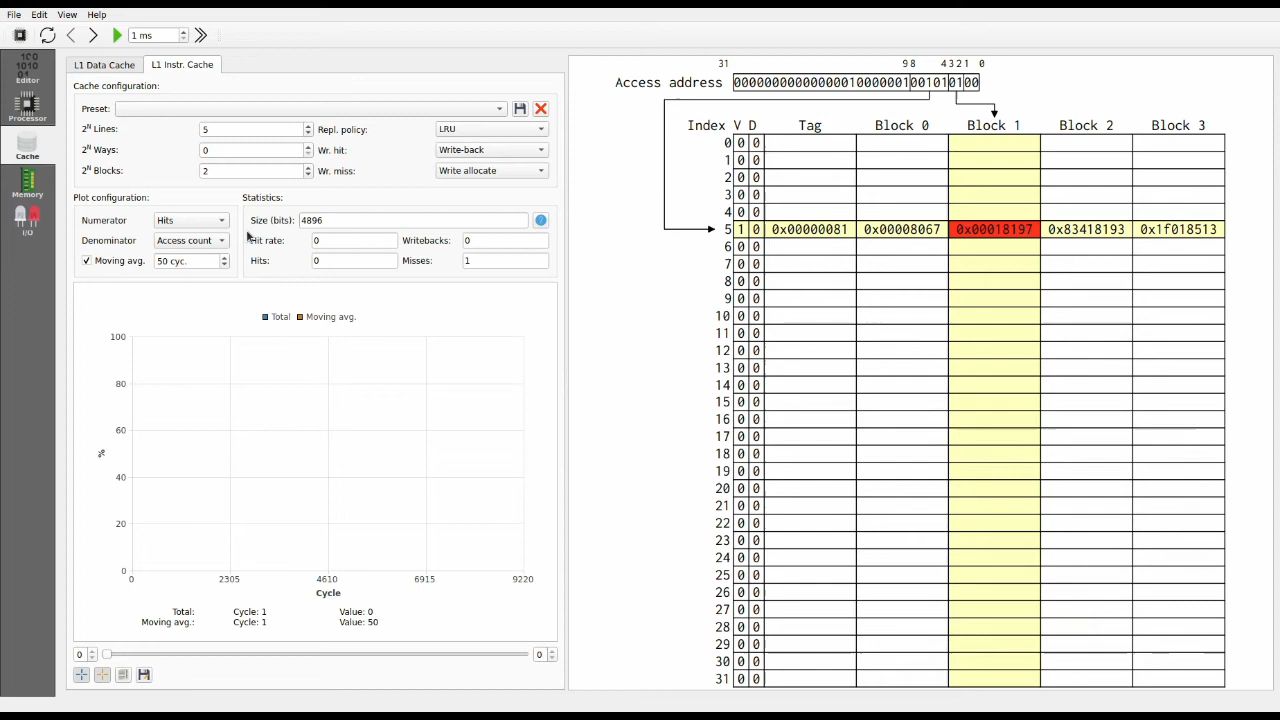 File Edit View Help
1 ms
100
1010
01
Editor
Processor
Cache
Memory
I/O
L1 Data Cache L1 Instr. Cache
Cache configuration:
Preset:
2^N Lines: 5 Repl. policy: LRU
2^N Ways: 0 Wr. hit: Write-back
2^N Blocks: 2 Wr. miss: Write allocate
Plot configuration: Statistics:
Numerator Hits Size (bits): 4896
Denominator Access count Hit rate: 0 Writebacks: 0
Moving avg. 50 cyc. Hits: 0 Misses: 1
Total Moving avg.
100
80
60
40
20
0
%
0 2305 4610 6915 9220
Cycle
Total: Cycle: 1 Value: 0
Moving avg.: Cycle: 1 Value: 50
0 0
31 9 8 4 3 2 1 0
Access address 00000000000000010000001 00101 01 00
Index V D Tag Block 0 Block 1 Block 2 Block 3
0 0 0
1 0 0
2 0 0
3 0 0
4 0 0
5 1 0 0x00000081 0x00008067 0x00018197 0x83418193 0x1f018513
6 0 0
7 0 0
8 0 0
9 0 0
10 0 0
11 0 0
12 0 0
13 0 0
14 0 0
15 0 0
16 0 0
17 0 0
18 0 0
19 0 0
20 0 0
21 0 0
22 0 0
23 0 0
24 0 0
25 0 0
26 0 0
27 0 0
28 0 0
29 0 0
30 0 0
31 0 0